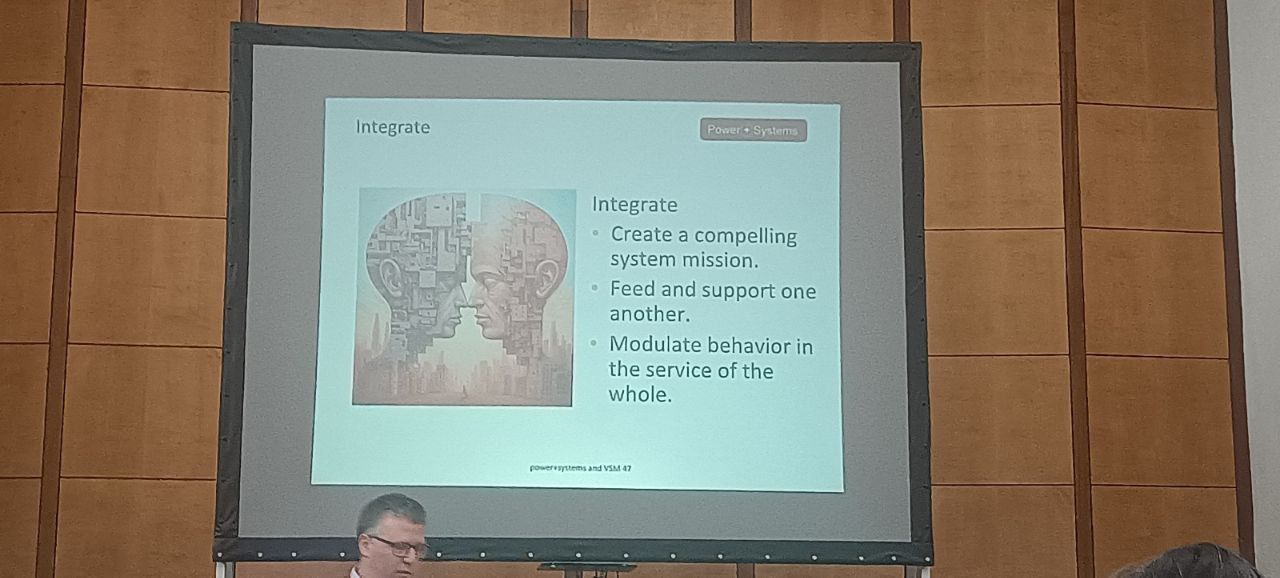 Integrate
Power + Systems
Integrate
• Create a compelling
system mission.
• Feed and support one
another.
• Modulate behavior in
the service of the
whole.
power+systems and VSM 47